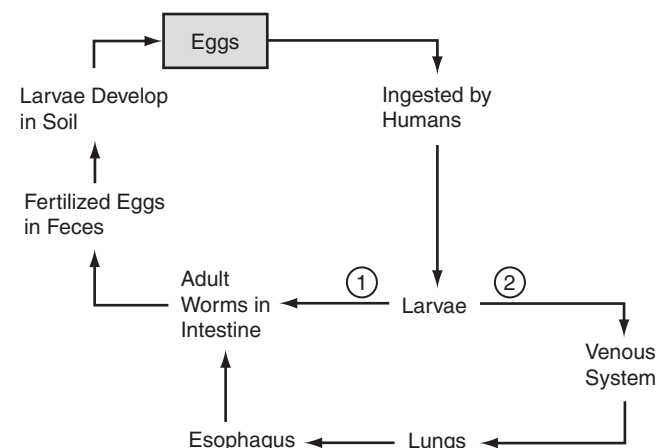 Eggs
Larvae Develop
in Soil
Ingested by
Humans
Fertilized Eggs
in Feces
Adult
Worms in
Intestine
1
Larvae
2
Venous
System
Esophagus
Lungs